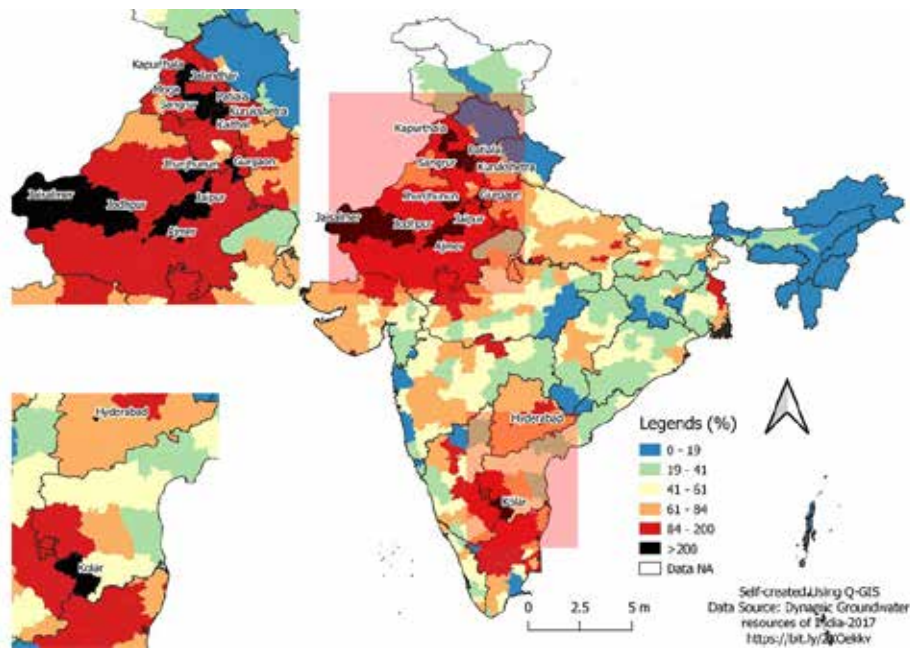 Kapurthala
Jalandhar
Moga
Patiala
Sangrur
Kurukshetra
Kaithal
Jhunjhunun
Gurgaon
Jaisalmer
Jodhpur
Jaipur
Ajmer
Kapurthala
Patiala
Sangrur
Kurukshetra
Jhunjhunun
Gurgaon
Jaisalmer
Jodhpur
Jaipur
Ajmer
Hyderabad
Kolar
Hyderabad
Kolar
Legends (%)
0 - 19
19 - 41
41 - 61
61 - 84
84 - 200
>200
Data NA
0 2.5 5 m
Self-created Using Q-GIS
Data Source: Dynamic Groundwater
resources of India-2017